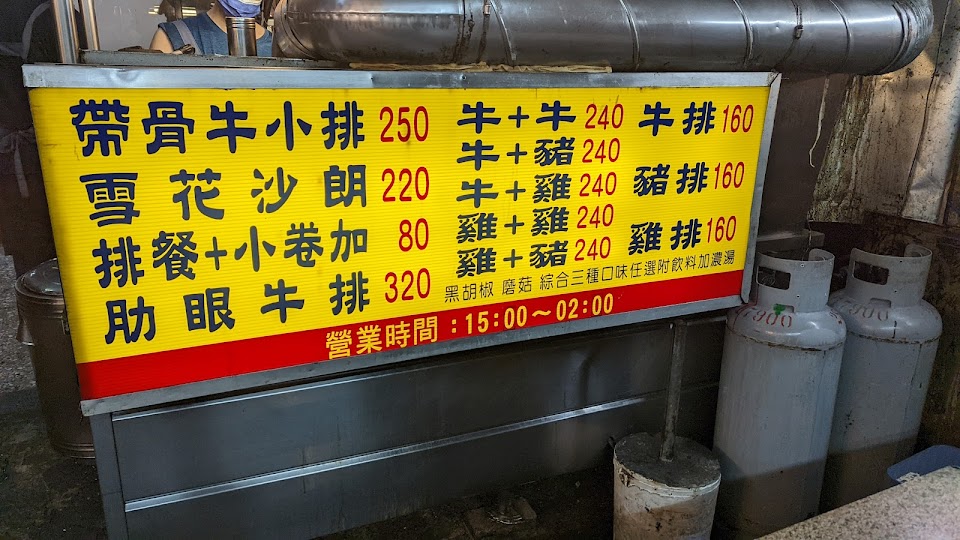 帶骨牛小排 250
雪花沙朗 220
排餐+小卷加 80
肋眼牛排 320
牛+牛 240
牛+豬 240
牛+雞 240
雞+雞 240
雞+豬 240
牛排 160
豬排 160
雞排 160
黑胡椒 磨菇 綜合三種口味任選附飲料加濃湯
營業時間:15:00~02:00